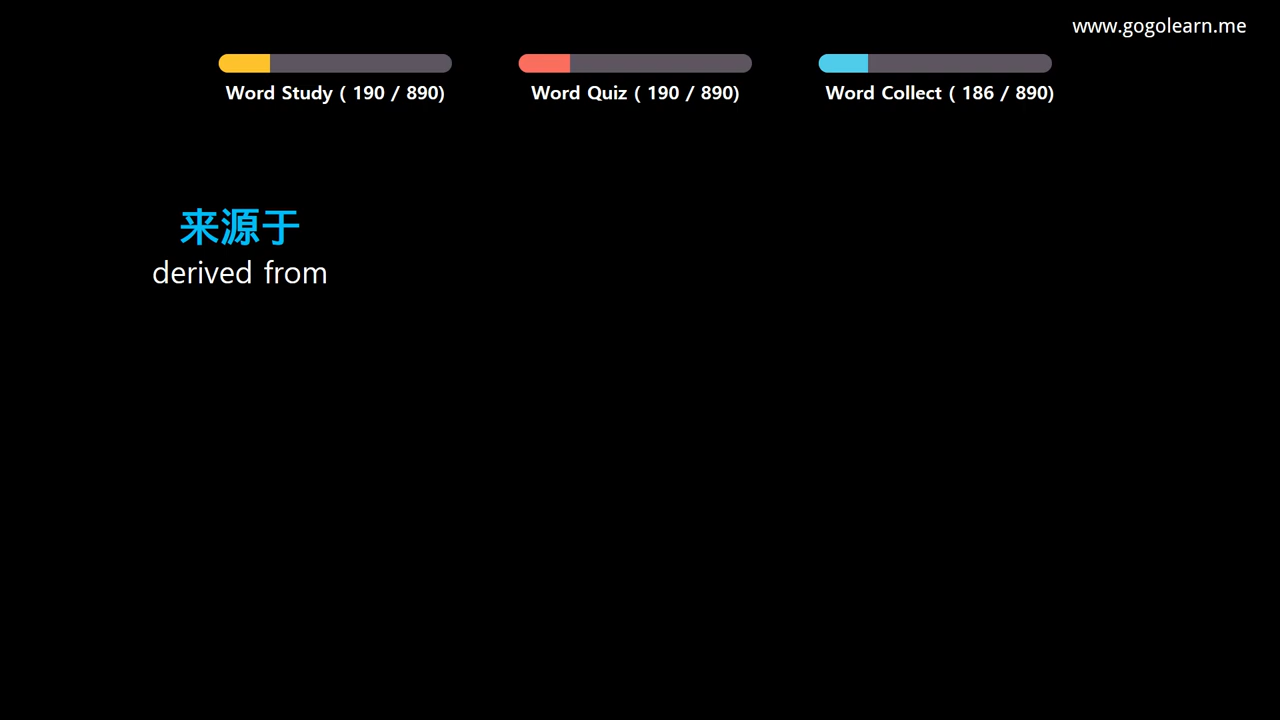 www.gogolearn.me
Word Study ( 190 / 890)
Word Quiz ( 190 / 890)
Word Collect ( 186 / 890)
来源于
derived from